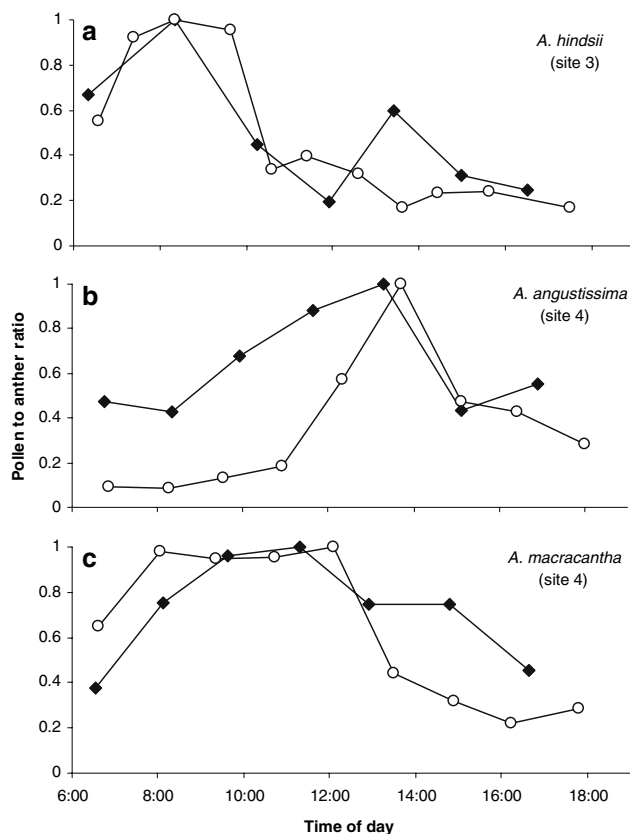 a
A. hindsii
(site 3)
1
0.8
0.6
0.4
0.2
0
b
A. angustissima
(site 4)
1
0.8
0.6
0.4
0.2
0
Pollen to anther ratio
c
A. macracantha
(site 4)
1
0.8
0.6
0.4
0.2
0
6:00 8:00 10:00 12:00 14:00 16:00 18:00
Time of day